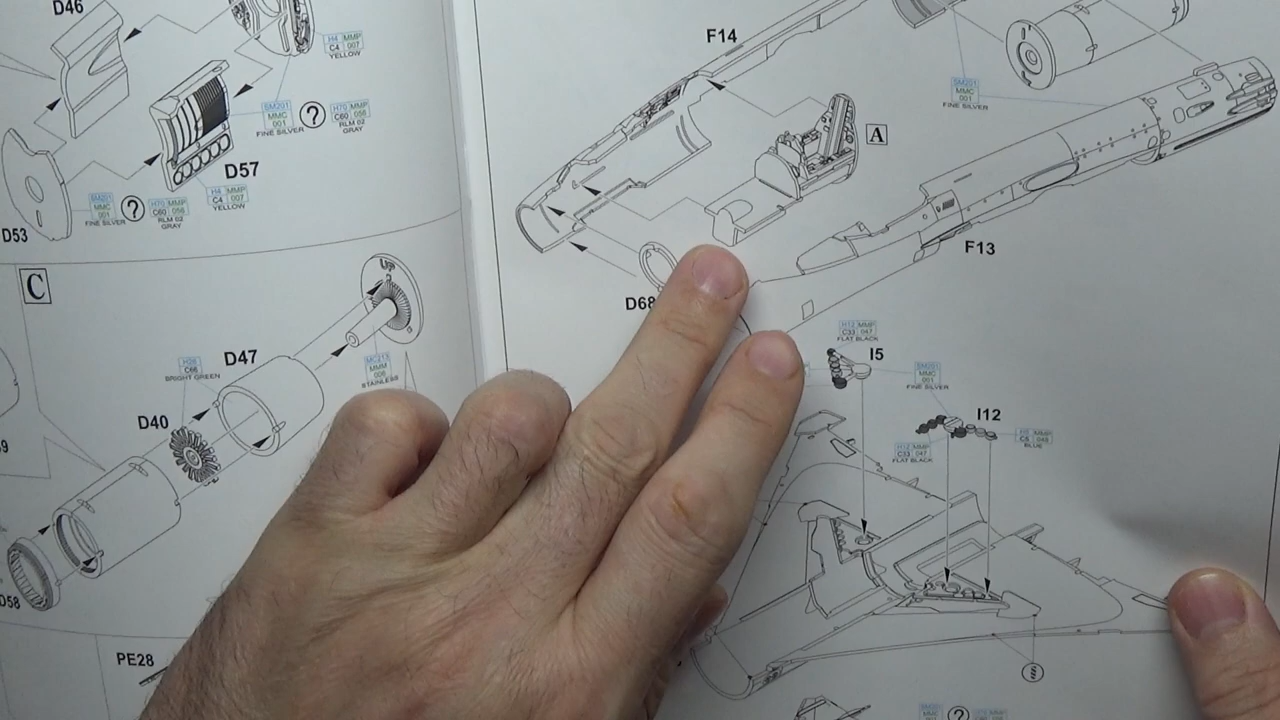 D46
H4 MMP
C4 007
YELLOW
SM201
MMC
001
FINE SILVER
?
H70 MMP
C60 056
RLM 02
GRAY
D57
H4 MMP
C4 007
YELLOW
SM201
MMC
001
FINE SILVER
?
H70 MMP
C60 056
RLM 02
GRAY
D53
C
Up
D47
H26
C66
BRIGHT GREEN
MC213
MMM
006
STAINLESS
D40
D58
PE28
F14
A
SM201
MMC
001
FINE SILVER
F13
D68
H12 MMP
C33 047
FLAT BLACK
I5
SM201
MMC
001
FINE SILVER
I12
H12 MMP
C33 047
FLAT BLACK
H5 MMP
C5 048
BLUE
?